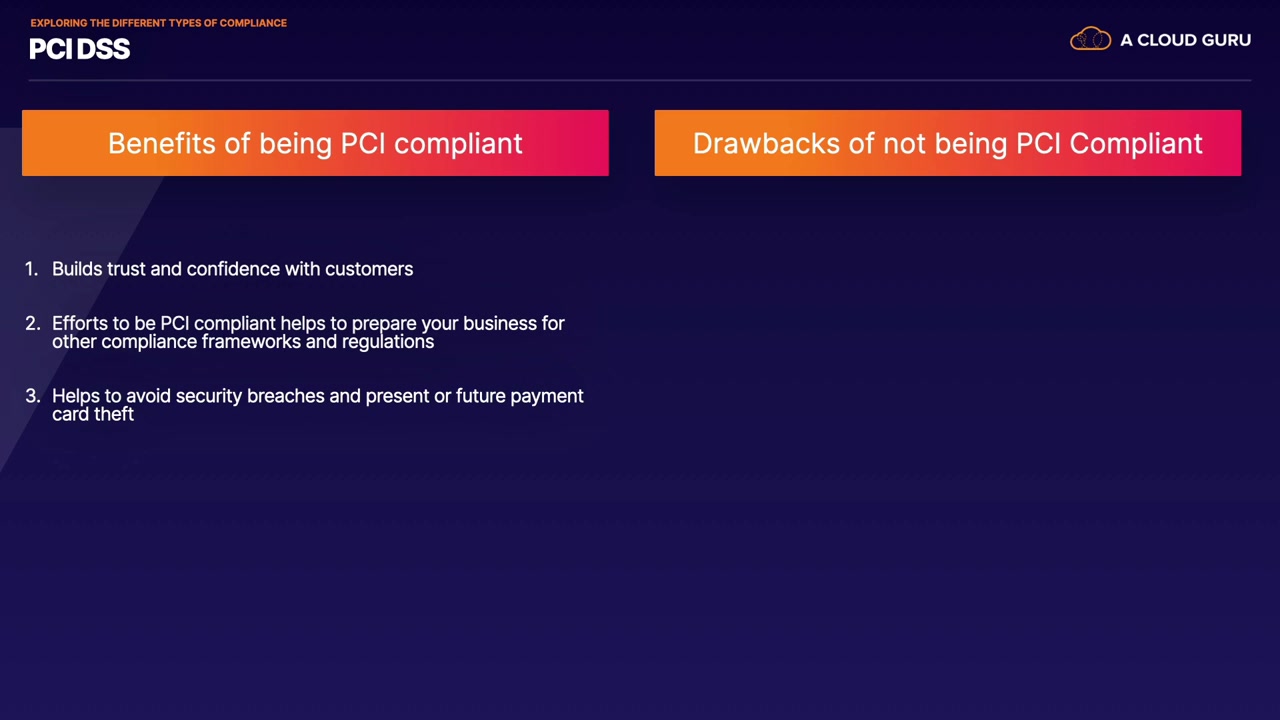 EXPLORING THE DIFFERENT TYPES OF COMPLIANCE
PCI DSS
A CLOUD GURU
Benefits of being PCI compliant
Drawbacks of not being PCI Compliant
1. Builds trust and confidence with customers
2. Efforts to be PCI compliant helps to prepare your business for
other compliance frameworks and regulations
3. Helps to avoid security breaches and present or future payment
card theft